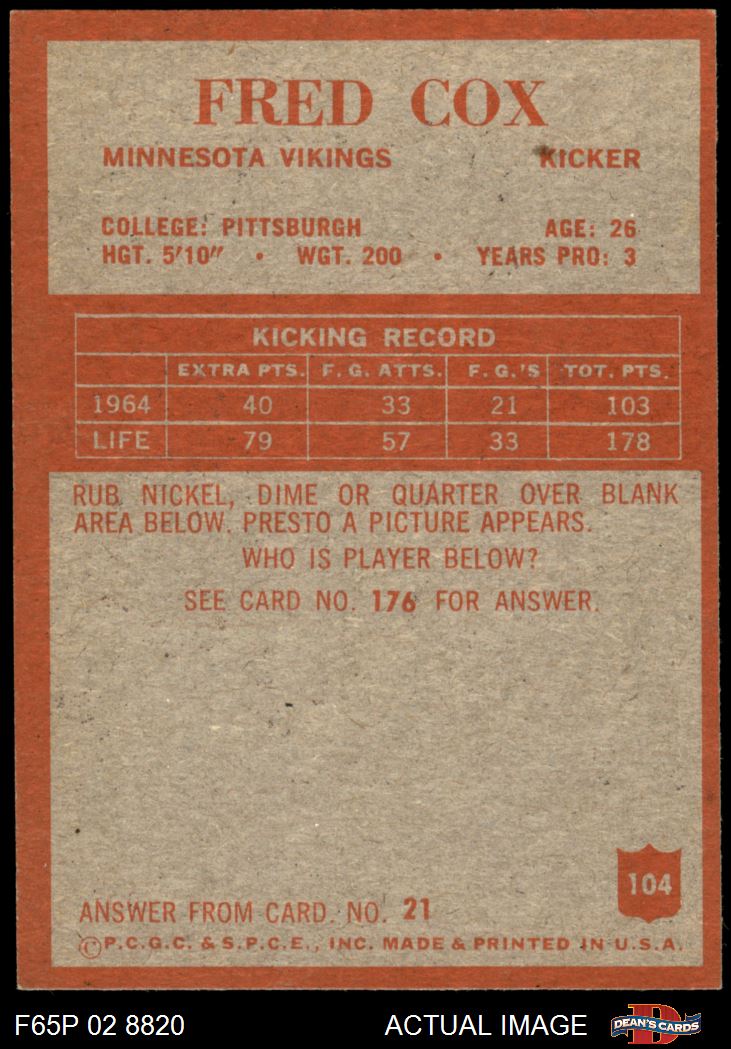 FRED COX
MINNESOTA VIKINGS KICKER
COLLEGE: PITTSBURGH AGE: 26
HGT. 5'10" • WGT. 200 • YEARS PRO: 3
KICKING RECORD
EXTRA PTS. F. G. ATTS. F. G.'S TOT. PTS.
1964 40 33 21 103
LIFE 79 57 33 178
RUB NICKEL, DIME OR QUARTER OVER BLANK
AREA BELOW. PRESTO A PICTURE APPEARS.
WHO IS PLAYER BELOW?
SEE CARD NO. 176 FOR ANSWER.
104
ANSWER FROM CARD. NO. 21
©P.C.G.C. & S.P.C.E., INC. MADE & PRINTED IN U.S.A.
F65P 02 8820 ACTUAL IMAGE D DEAN'S CARDS